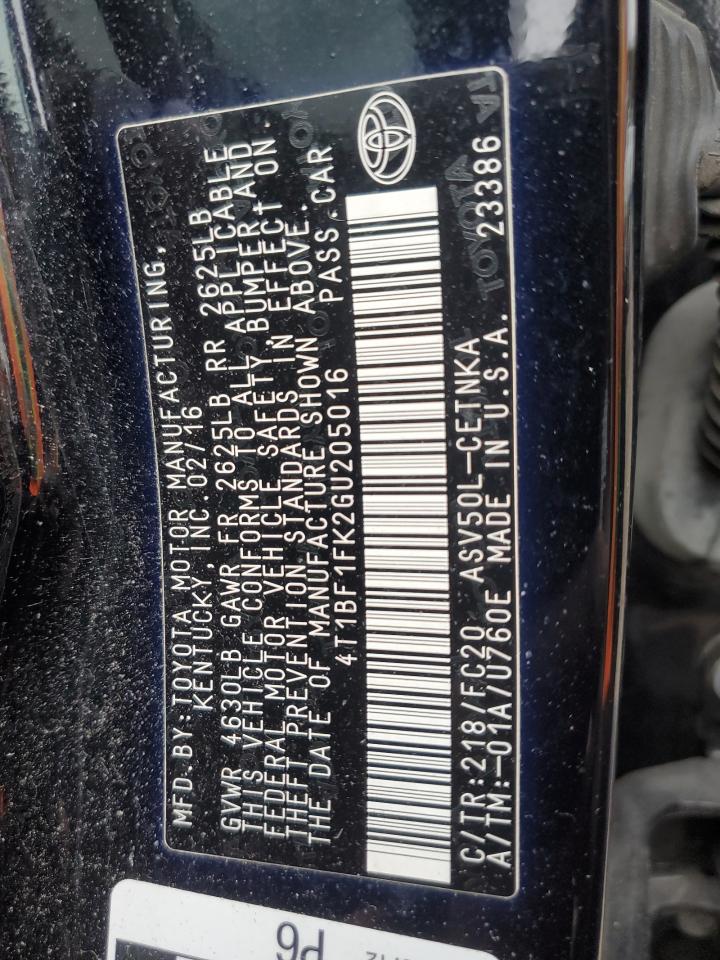 MFD.BY:TOYOTA MOTOR MANUFACTURING,
KENTUCKY INC.02/16
GVWR 4630LB GAWR FR 2625LB RR 2625LB
THIS VEHICLE CONFORMS TO ALL APPLICABLE
FEDERAL MOTOR VEHICLE SAFETY, BUMPER, AND
THEFT PREVENTION STANDARDS IN EFFECT ON
THE DATE OF MANUFACTURE SHOWN ABOVE.
4T1BF1FK2GU205016 PASS.CAR
C/TR:218/FC20 ASV50L-CETNKA
A/TM:-01A/U760E MADE IN U.S.A. 23386
P6